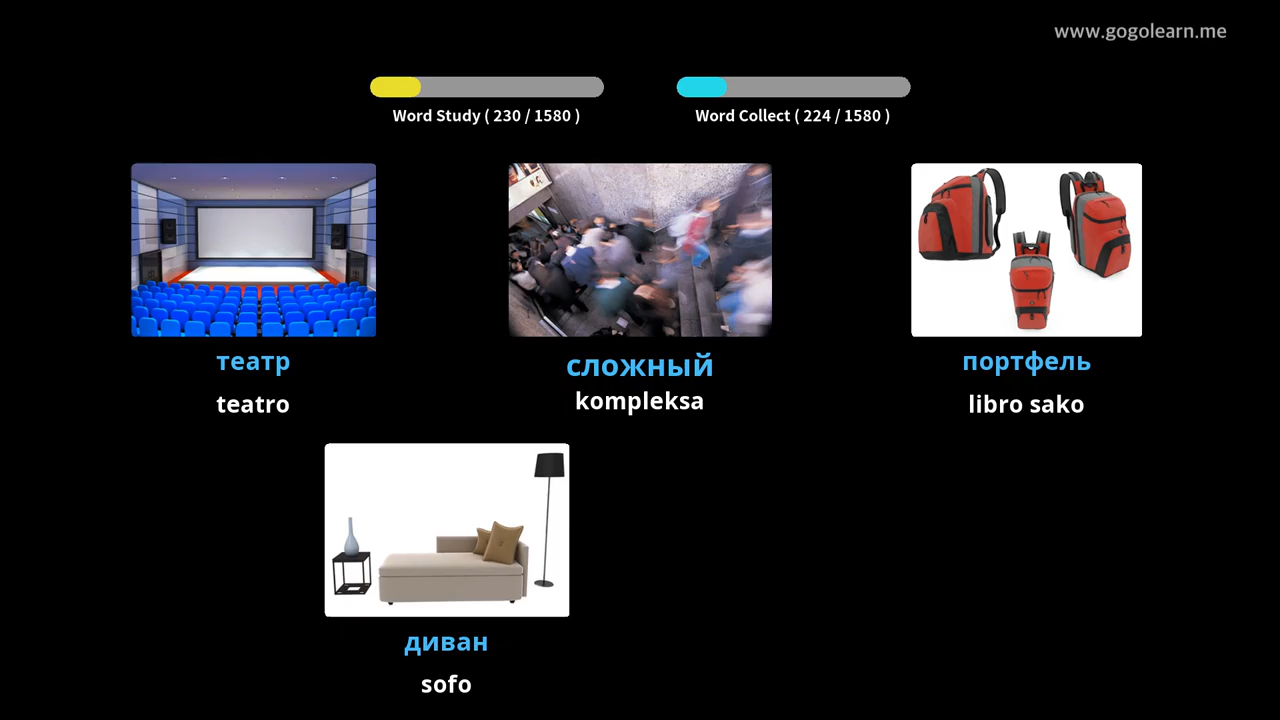 www.gogolearn.me
Word Study ( 230 / 1580 )
Word Collect ( 224 / 1580 )
театр
сложный
портфель
teatro
kompleksa
libro sako
диван
sofo